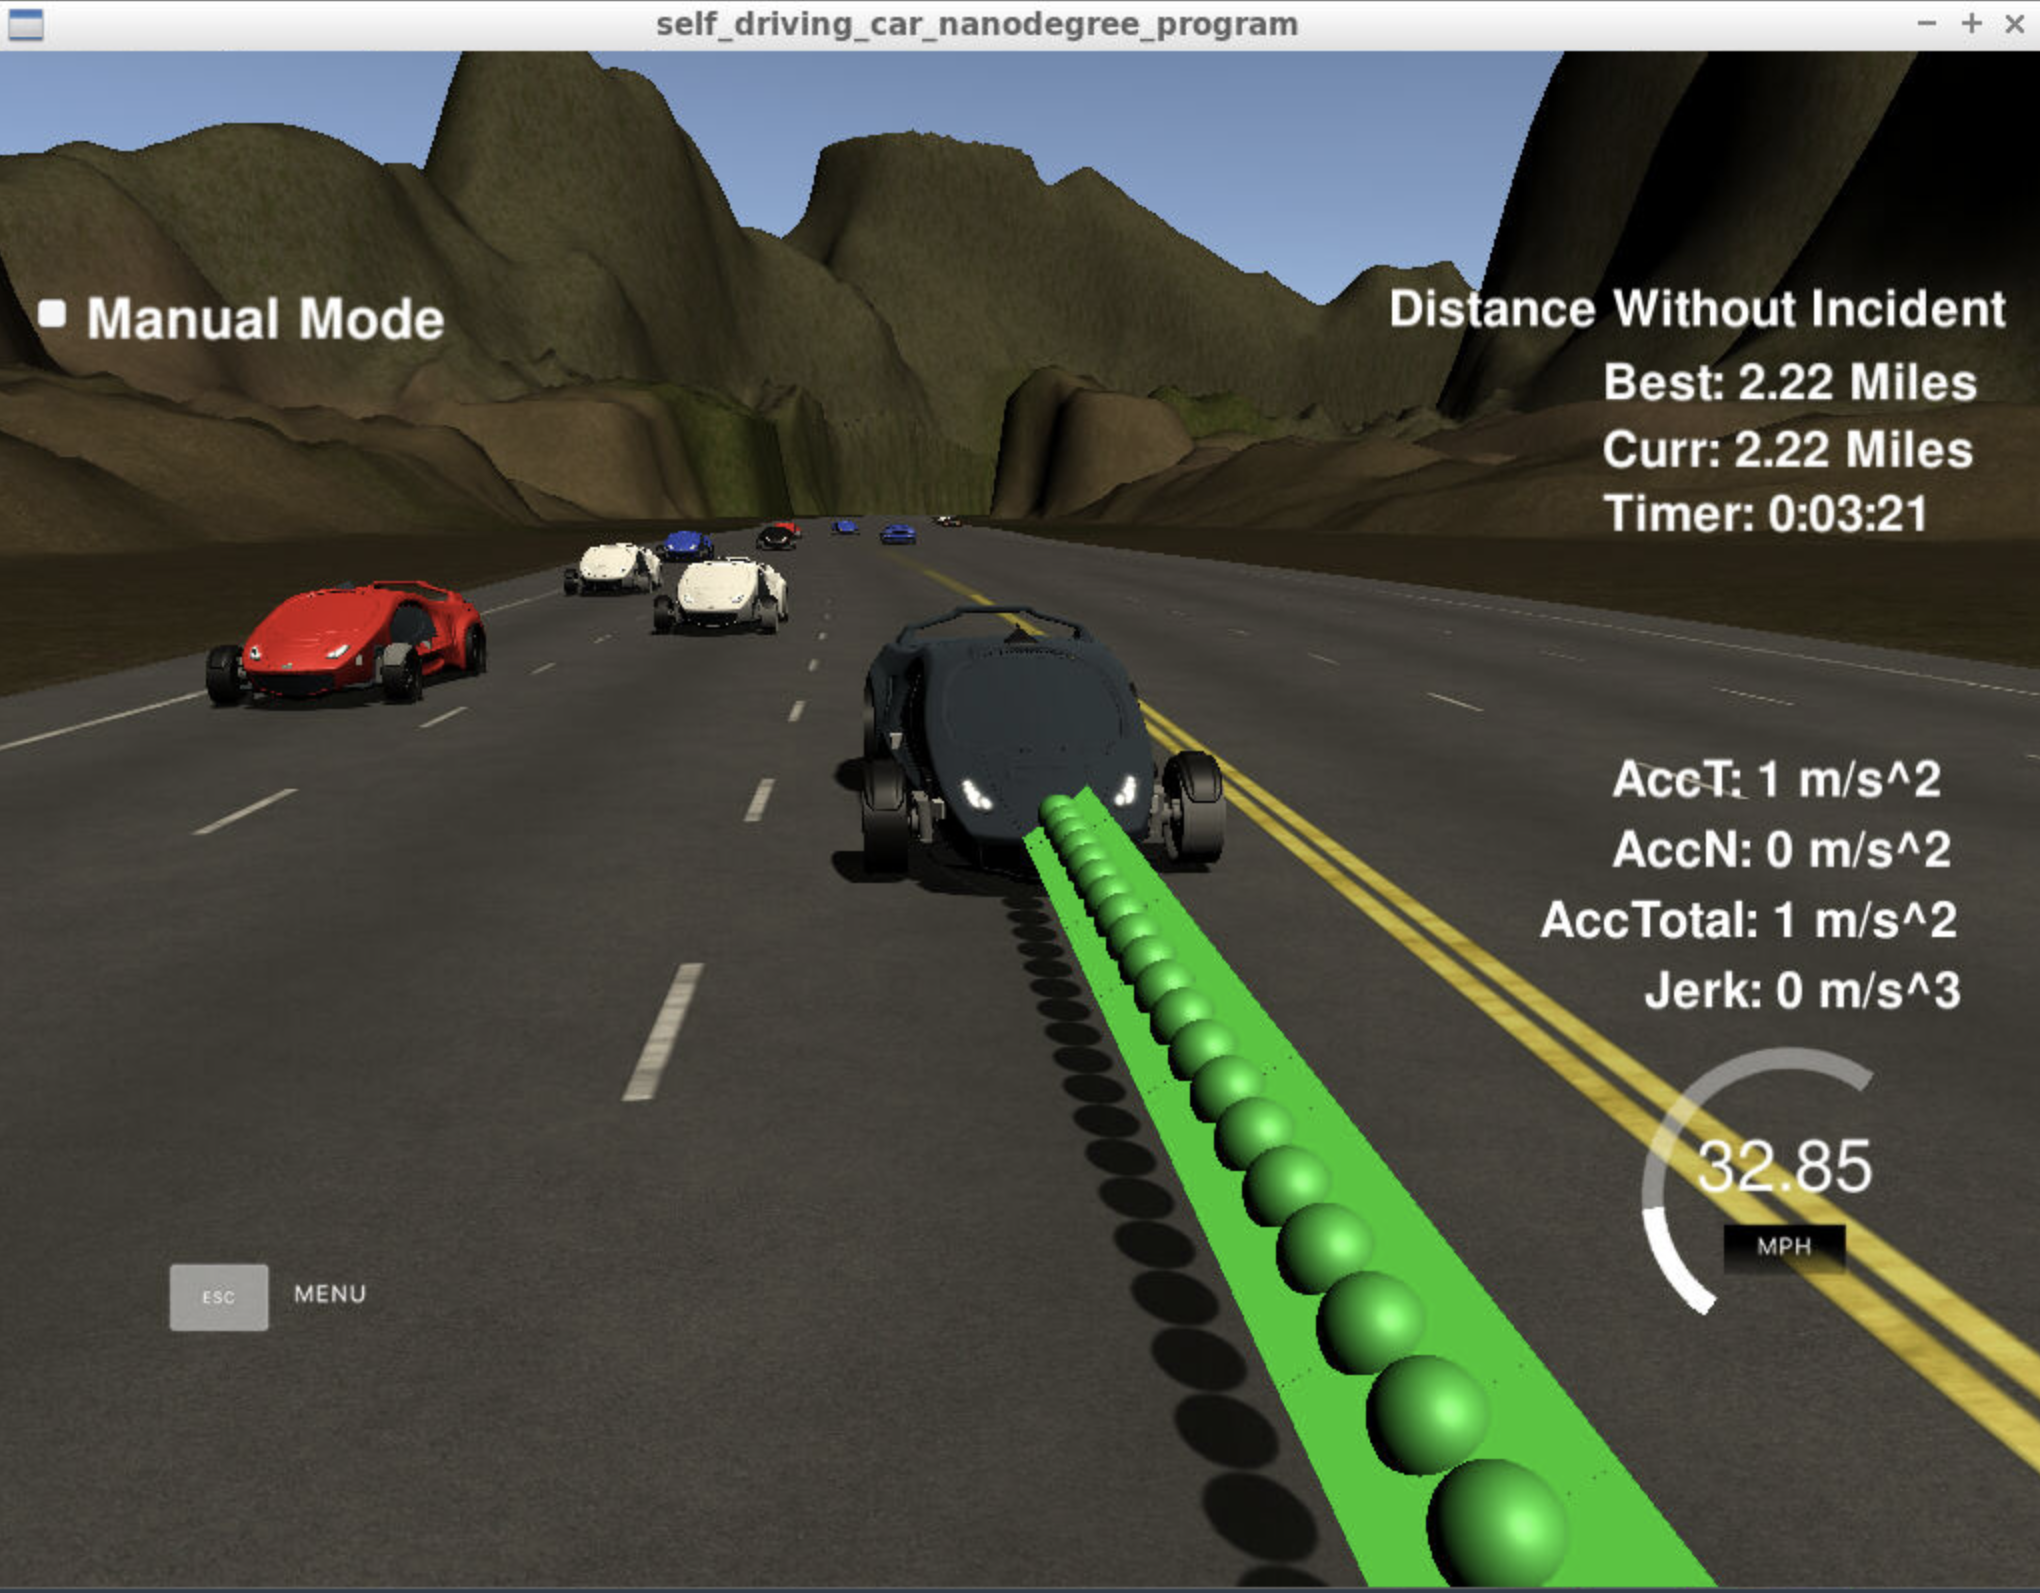 self_driving_car_nanodegree_program
Manual Mode
Distance Without Incident
Best: 2.22 Miles
Curr: 2.22 Miles
Timer: 0:03:21
AccT: 1 m/s^2
AccN: 0 m/s^2
AccTotal: 1 m/s^2
Jerk: 0 m/s^3
32.85
MPH
ESC MENU